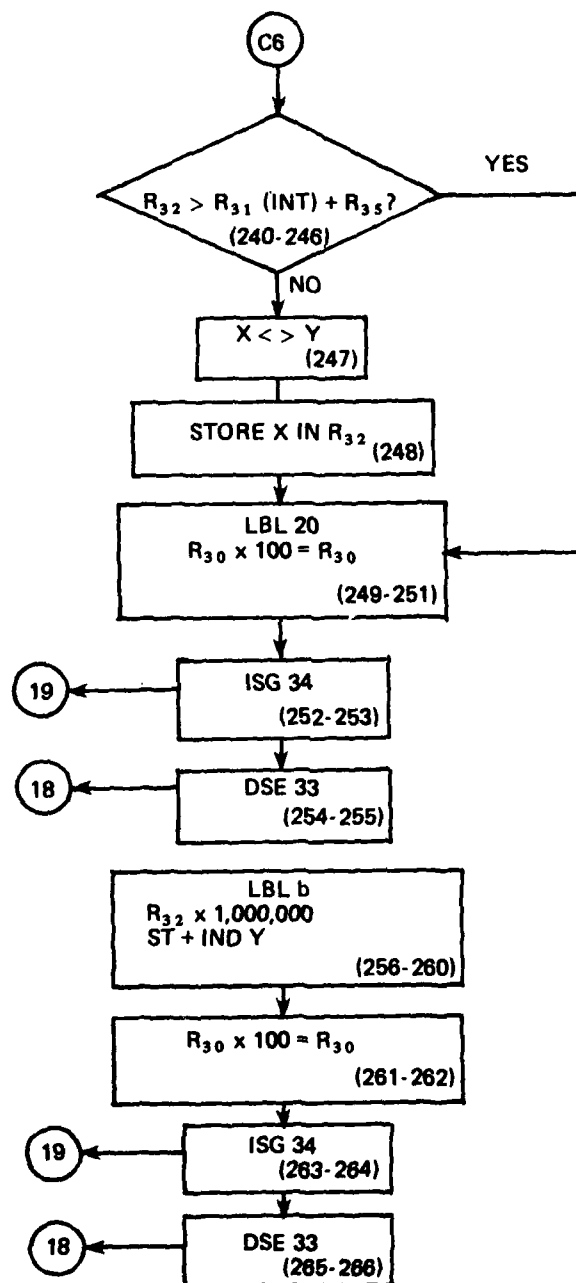 C6
YES
R32 > R31 (INT) + R35?
(240-246)
NO
X < > Y
(247)
STORE X IN R32
(248)
LBL 20
R30 x 100 = R30
(249-251)
19
ISG 34
(252-253)
18
DSE 33
(254-255)
LBL b
R32 x 1,000,000
ST + IND Y
(256-260)
R30 x 100 = R30
(261-262)
19
ISG 34
(263-264)
18
DSE 33
(265-266)